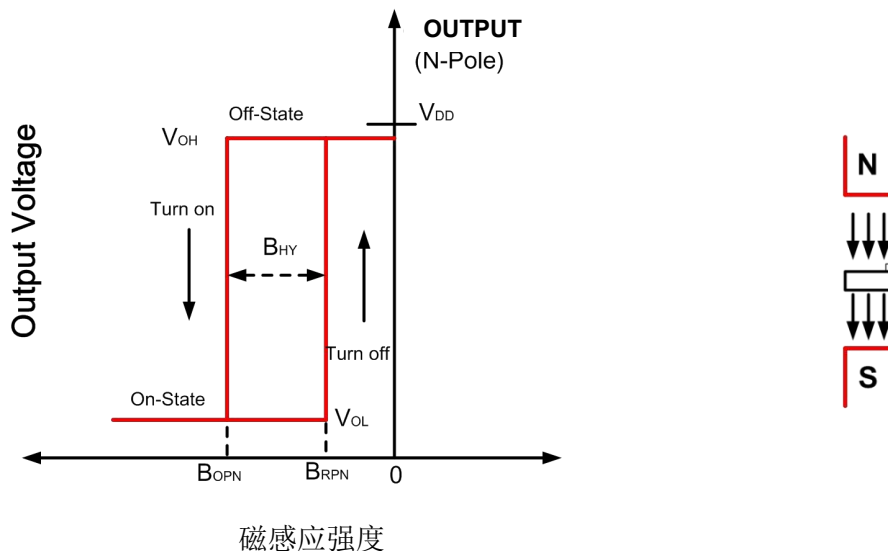 OUTPUT
(N-Pole)
Off-State
VDD
VOH
Output Voltage
Turn on
BHY
Turn off
On-State
VOL
BOPN
BRPN
0
磁感应强度
N
S